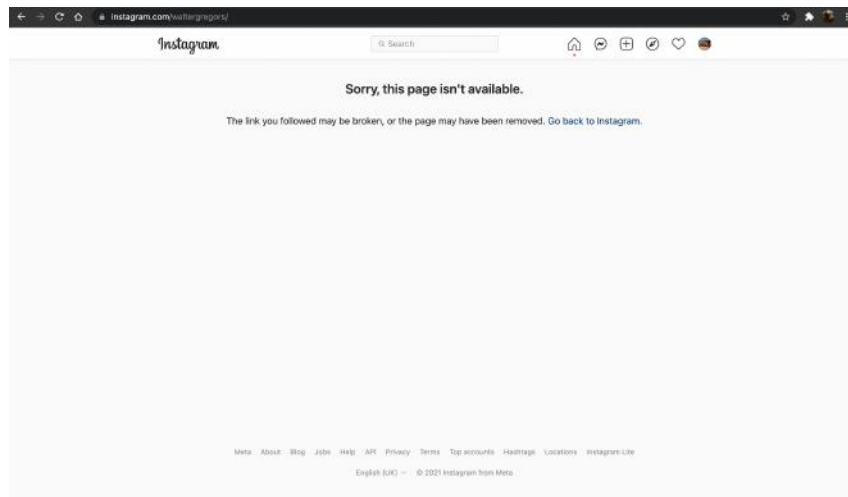 instagram.com/waltergregors/
Instagram
Search
Sorry, this page isn't available.
The link you followed may be broken, or the page may have been removed. Go back to Instagram.
Meta About Blog Jobs Help API Privacy Terms Top accounts Hashtags Locations Instagram Lite
English (UK) © 2021 Instagram from Meta